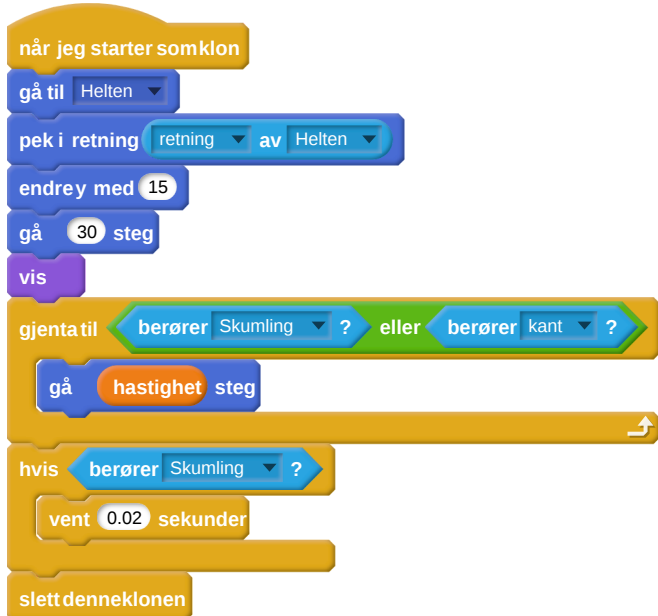 når jeg starter som klon
gå til Helten
pek i retning retning av Helten
endre y med 15
gå 30 steg
vis
gjenta til berører Skumling ? eller berører kant ?
gå hastighet steg
hvis berører Skumling ?
vent 0.02 sekunder
slett denne klonen